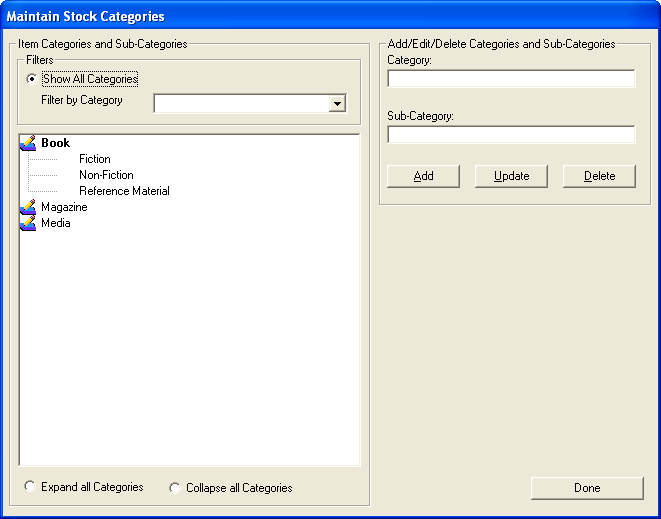 Maintain Stock Categories
Item Categories and Sub-Categories
Filters
Show All Categories
Filter by Category
Book
Fiction
Non-Fiction
Reference Material
Magazine
Media
Expand all Categories
Collapse all Categories
Add/Edit/Delete Categories and Sub-Categories
Category:
Sub-Category:
Add
Update
Delete
Done